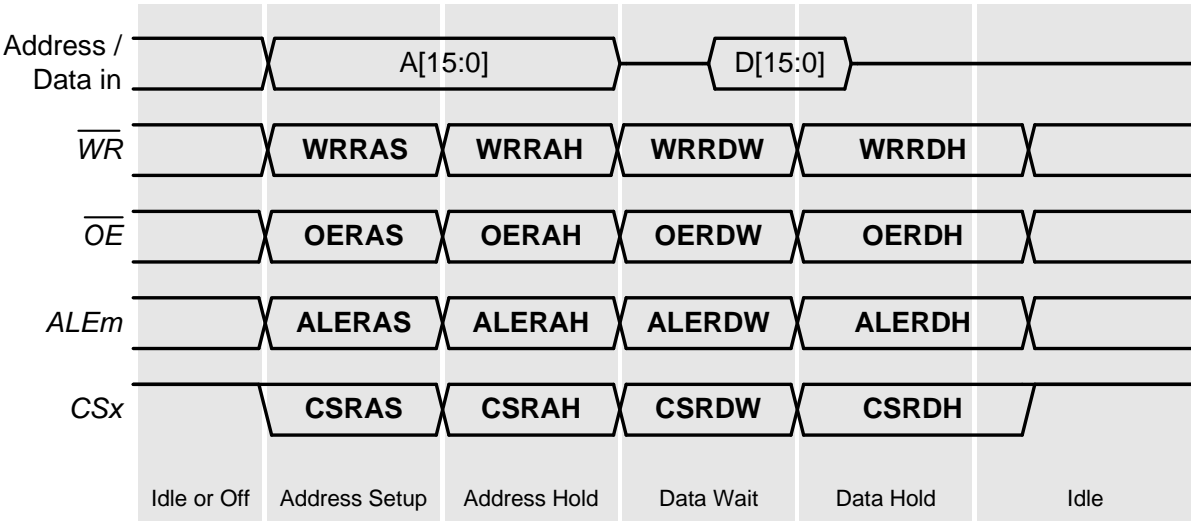 Address /
Data in
A[15:0]
D[15:0]
WR
WRRAS
WRRAH
WRRDW
WRRDH
OE
OERAS
OERAH
OERDW
OERDH
ALEm
ALERAS
ALERAH
ALERDW
ALERDH
CSx
CSRAS
CSRAH
CSRDW
CSRDH
Idle or Off
Address Setup
Address Hold
Data Wait
Data Hold
Idle